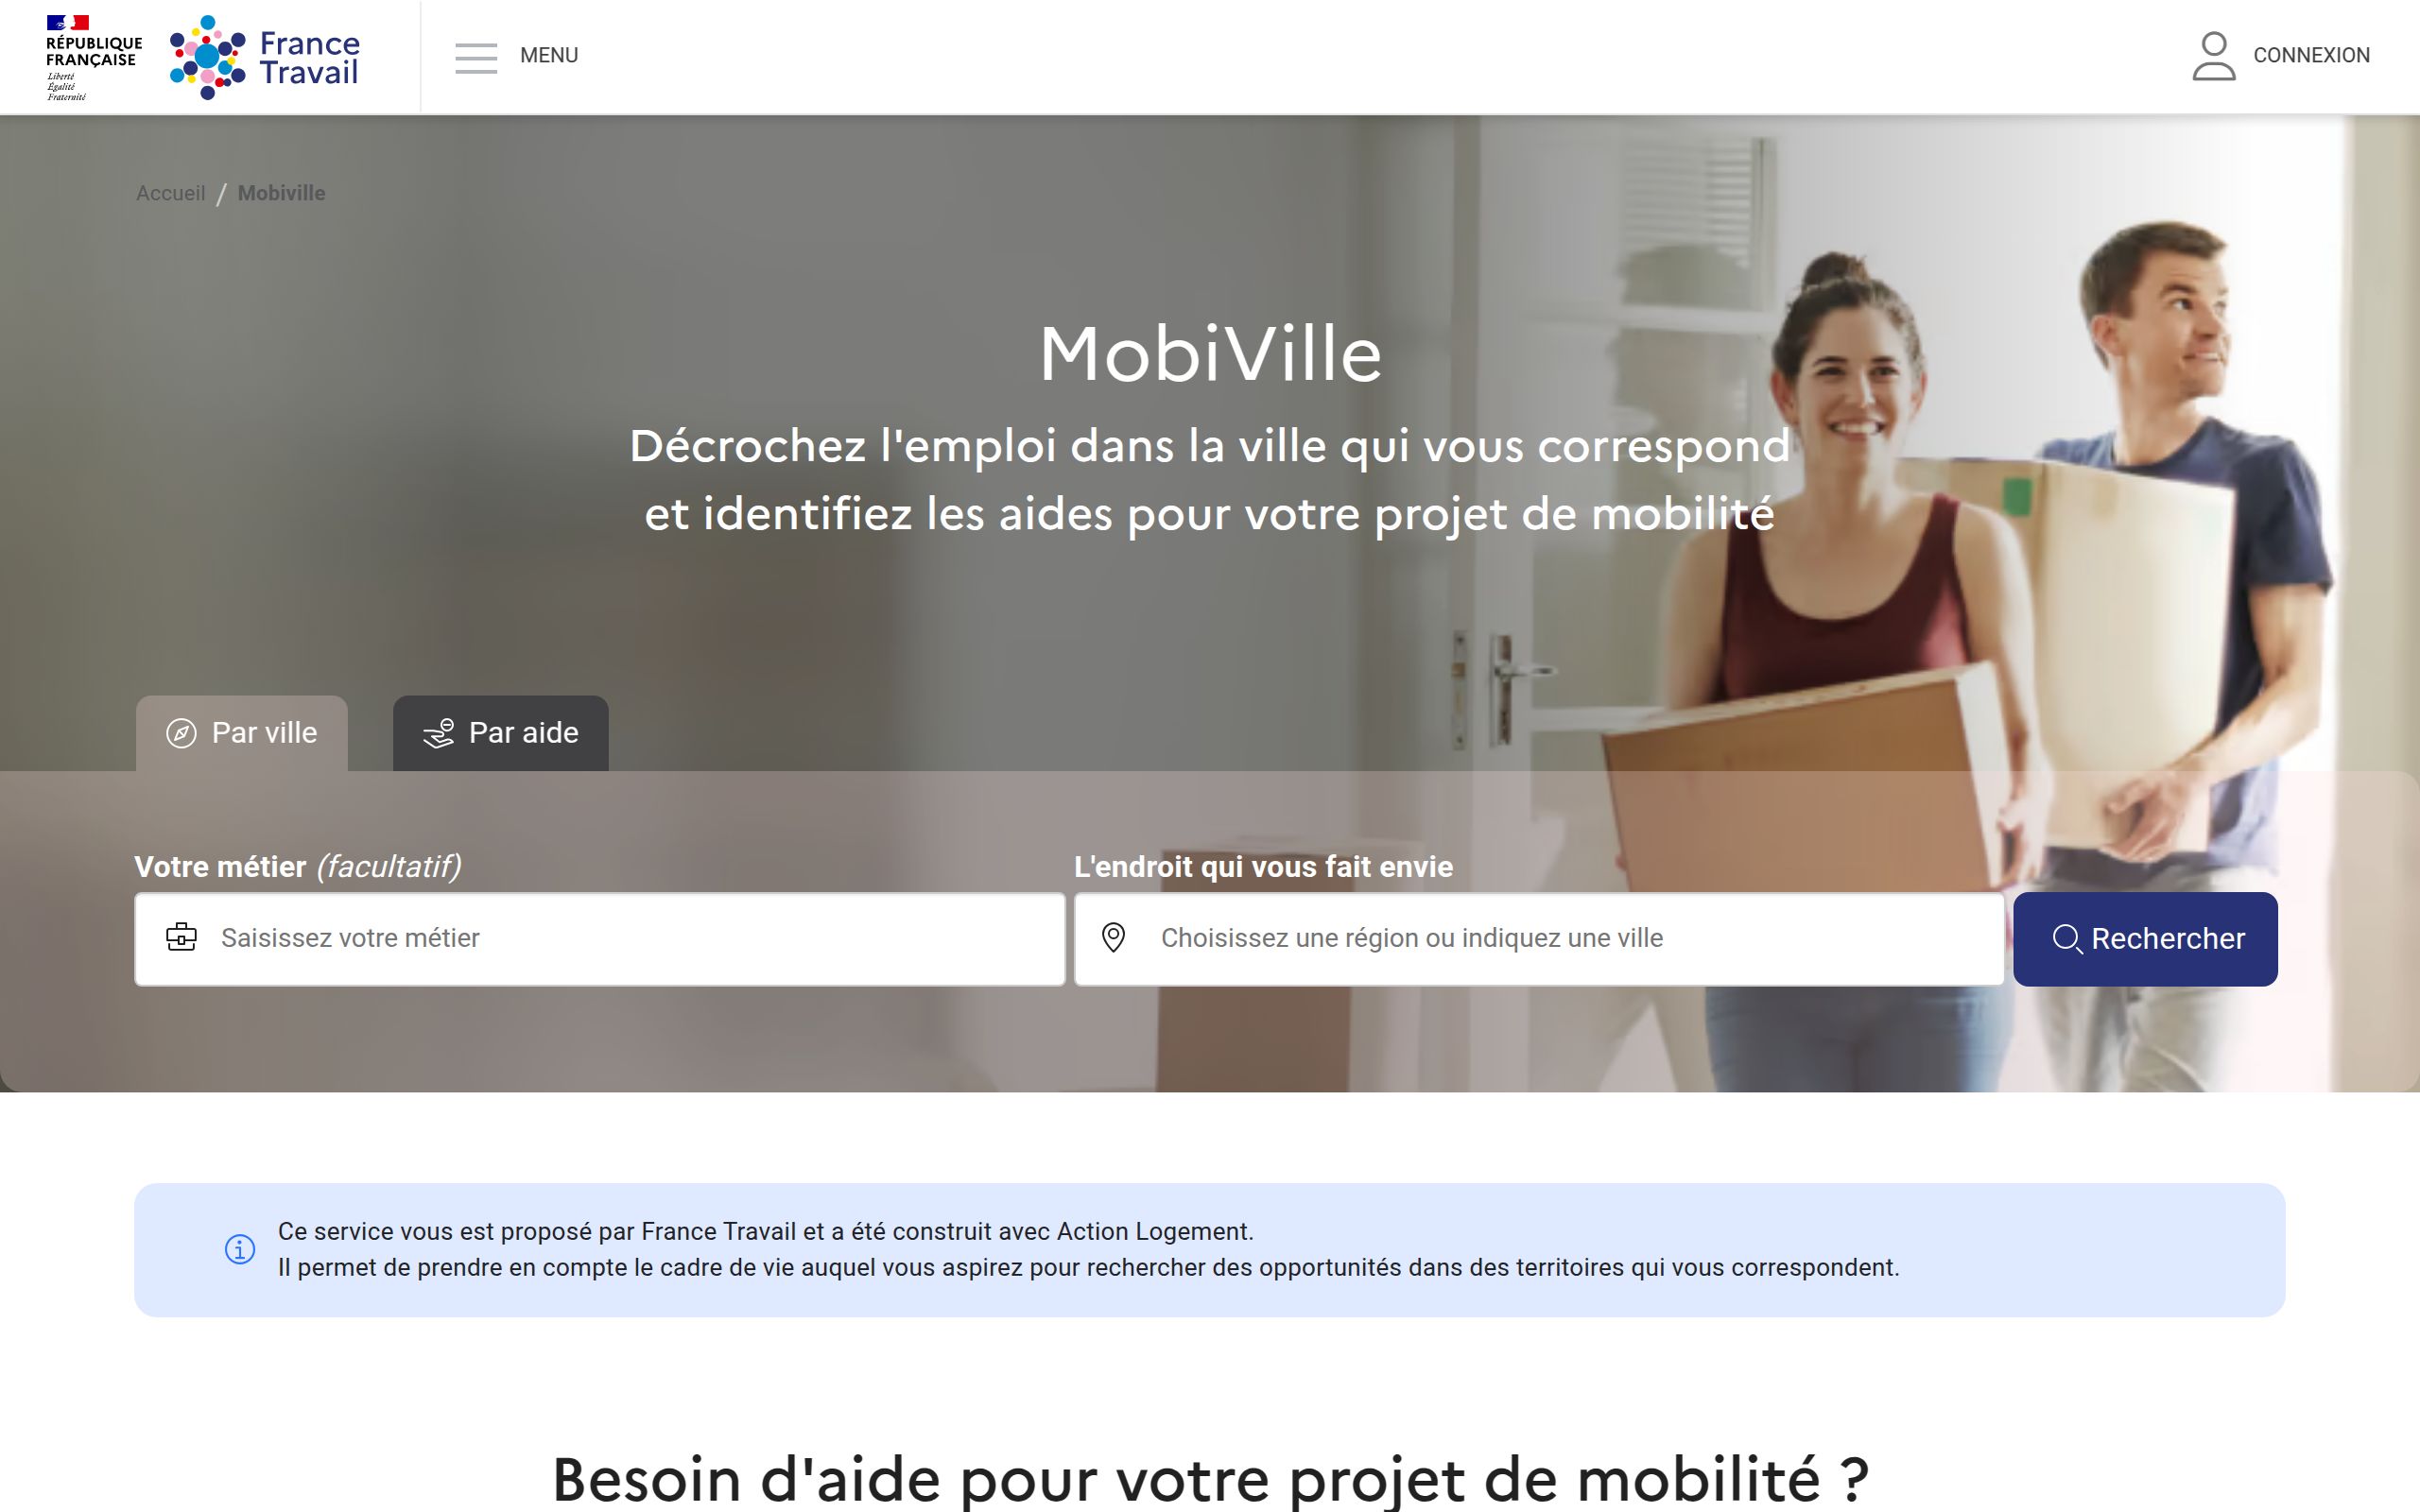 RÉPUBLIQUE
FRANÇAISE
Liberté
Égalité
Fraternité
France
Travail
MENU
CONNEXION
Accueil / Mobiville
MobiVille
Décrochez l'emploi dans la ville qui vous correspond
et identifiez les aides pour votre projet de mobilité
Par ville
Par aide
Votre métier (facultatif)
L'endroit qui vous fait envie
Saisissez votre métier
Choisissez une région ou indiquez une ville
Rechercher
Ce service vous est proposé par France Travail et a été construit avec Action Logement.
Il permet de prendre en compte le cadre de vie auquel vous aspirez pour rechercher des opportunités dans des territoires qui vous correspondent.
Besoin d'aide pour votre projet de mobilité ?